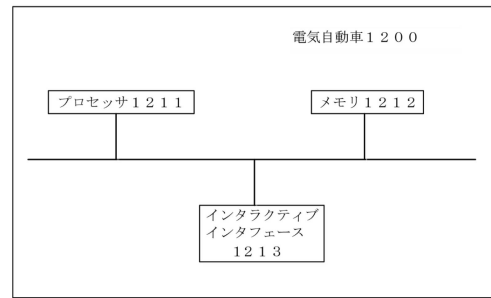 電気自動車１２００
プロセッサ１２１１
メモリ１２１２
インタラクティブ
インタフェース
１２１３